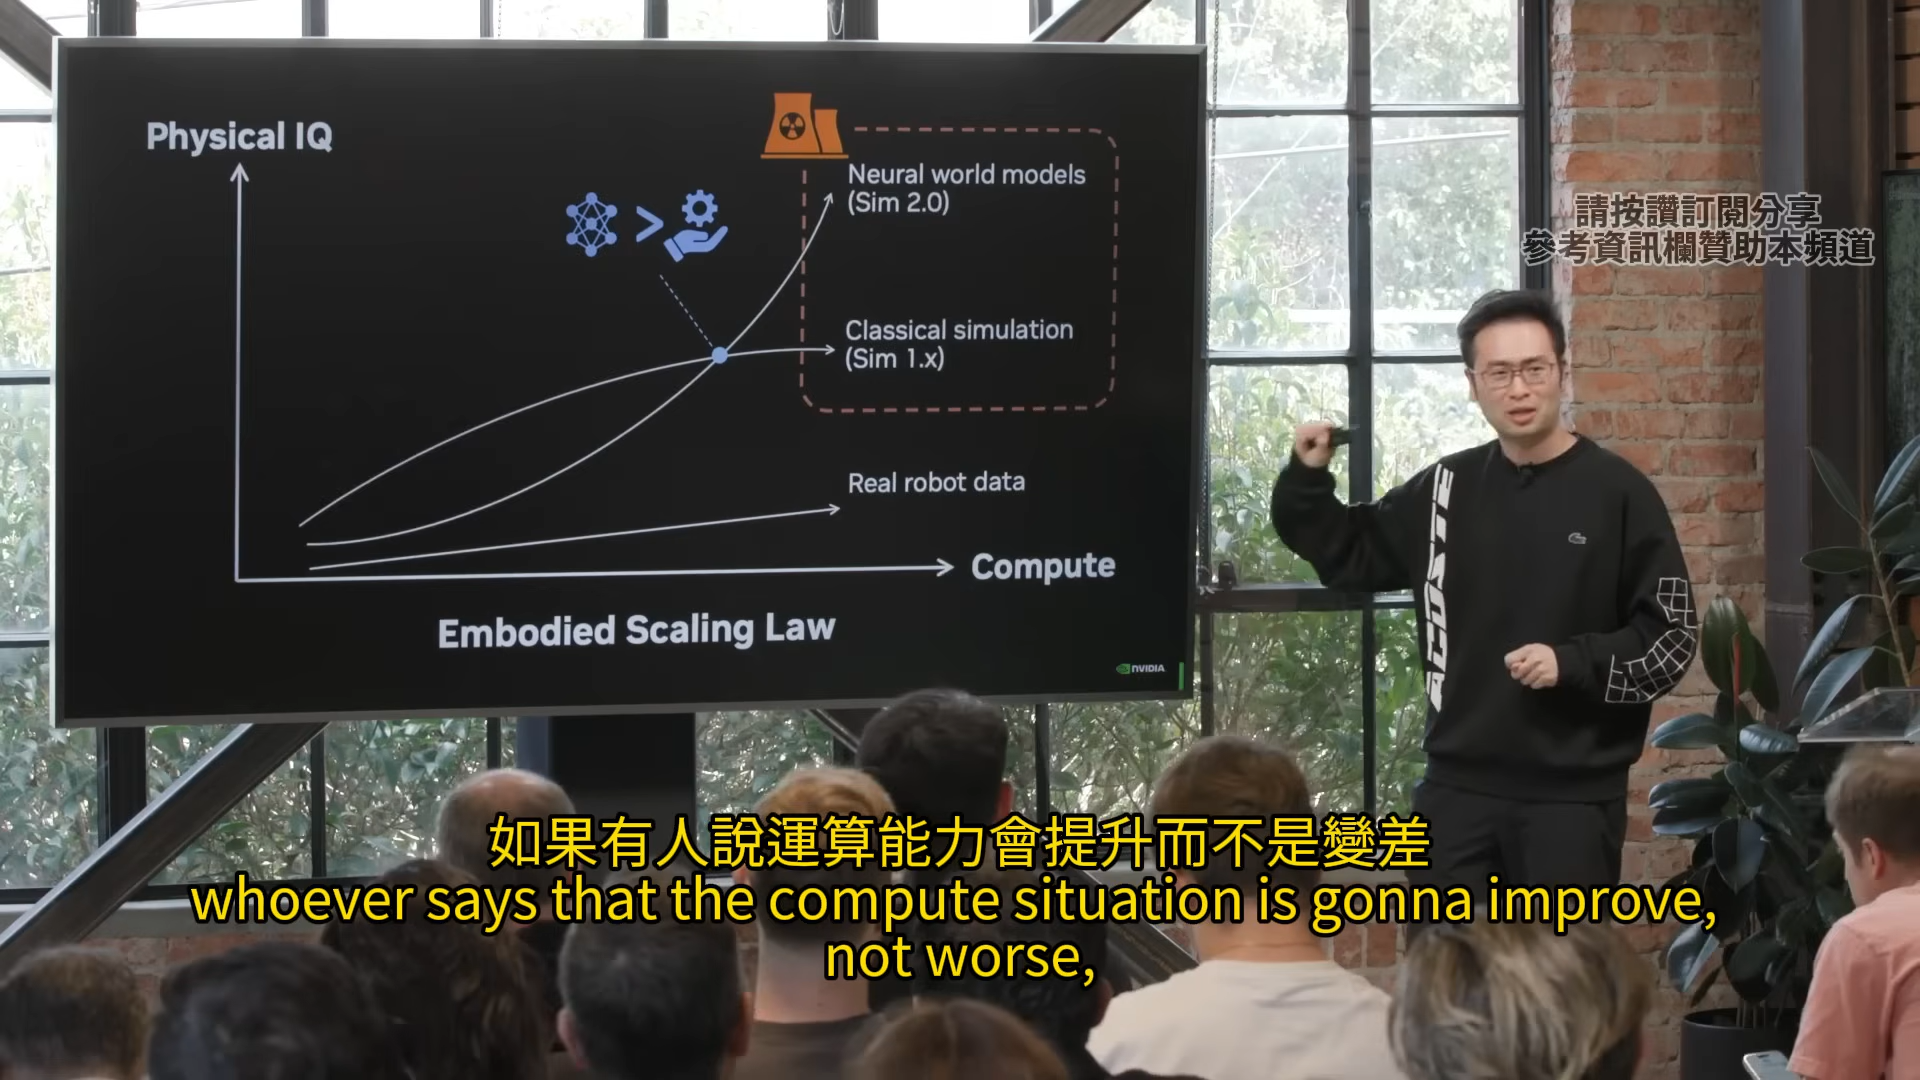 Physical IQ
Neural world models
(Sim 2.0)
>
Classical simulation
(Sim 1.x)
Real robot data
Compute
Embodied Scaling Law
NVIDIA
請按讚訂閱分享
參考資訊欄贊助本頻道
如果有人說運算能力會提升而不是變差
whoever says that the compute situation is gonna improve,
not worse,